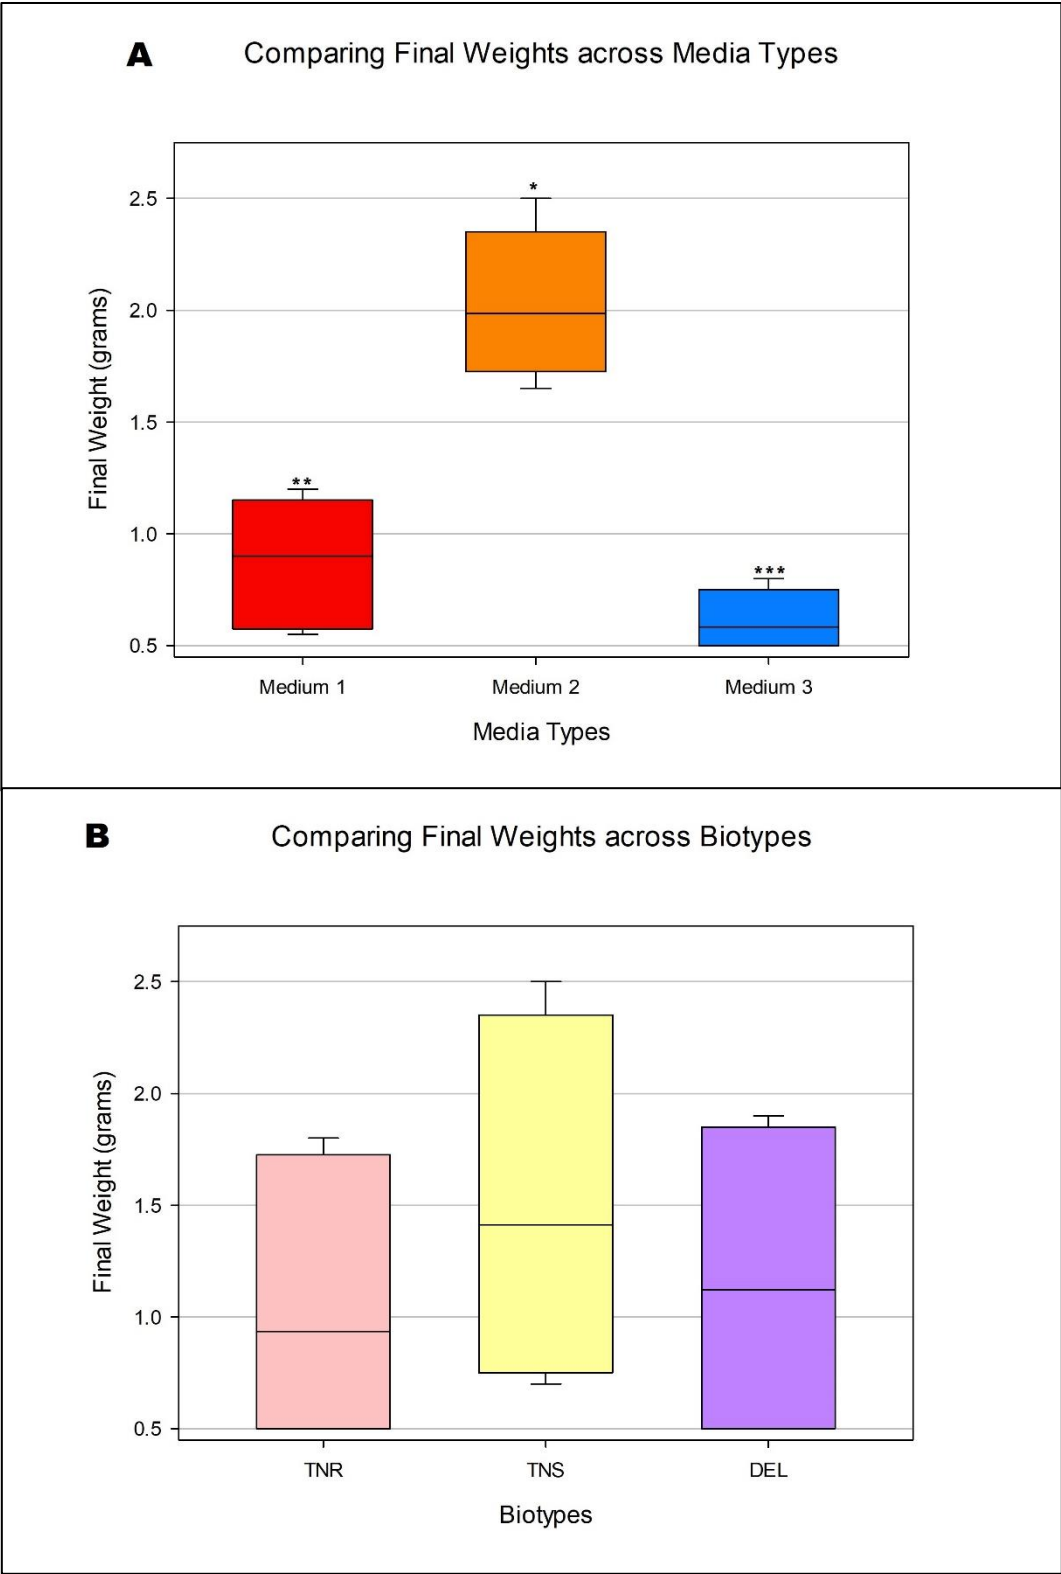 A
Comparing Final Weights across Media Types
Final Weight (grams)
2.5
2.0
1.5
1.0
0.5
*
**
***
Medium 1 Medium 2 Medium 3
Media Types
B
Comparing Final Weights across Biotypes
Final Weight (grams)
2.5
2.0
1.5
1.0
0.5
TNR TNS DEL
Biotypes